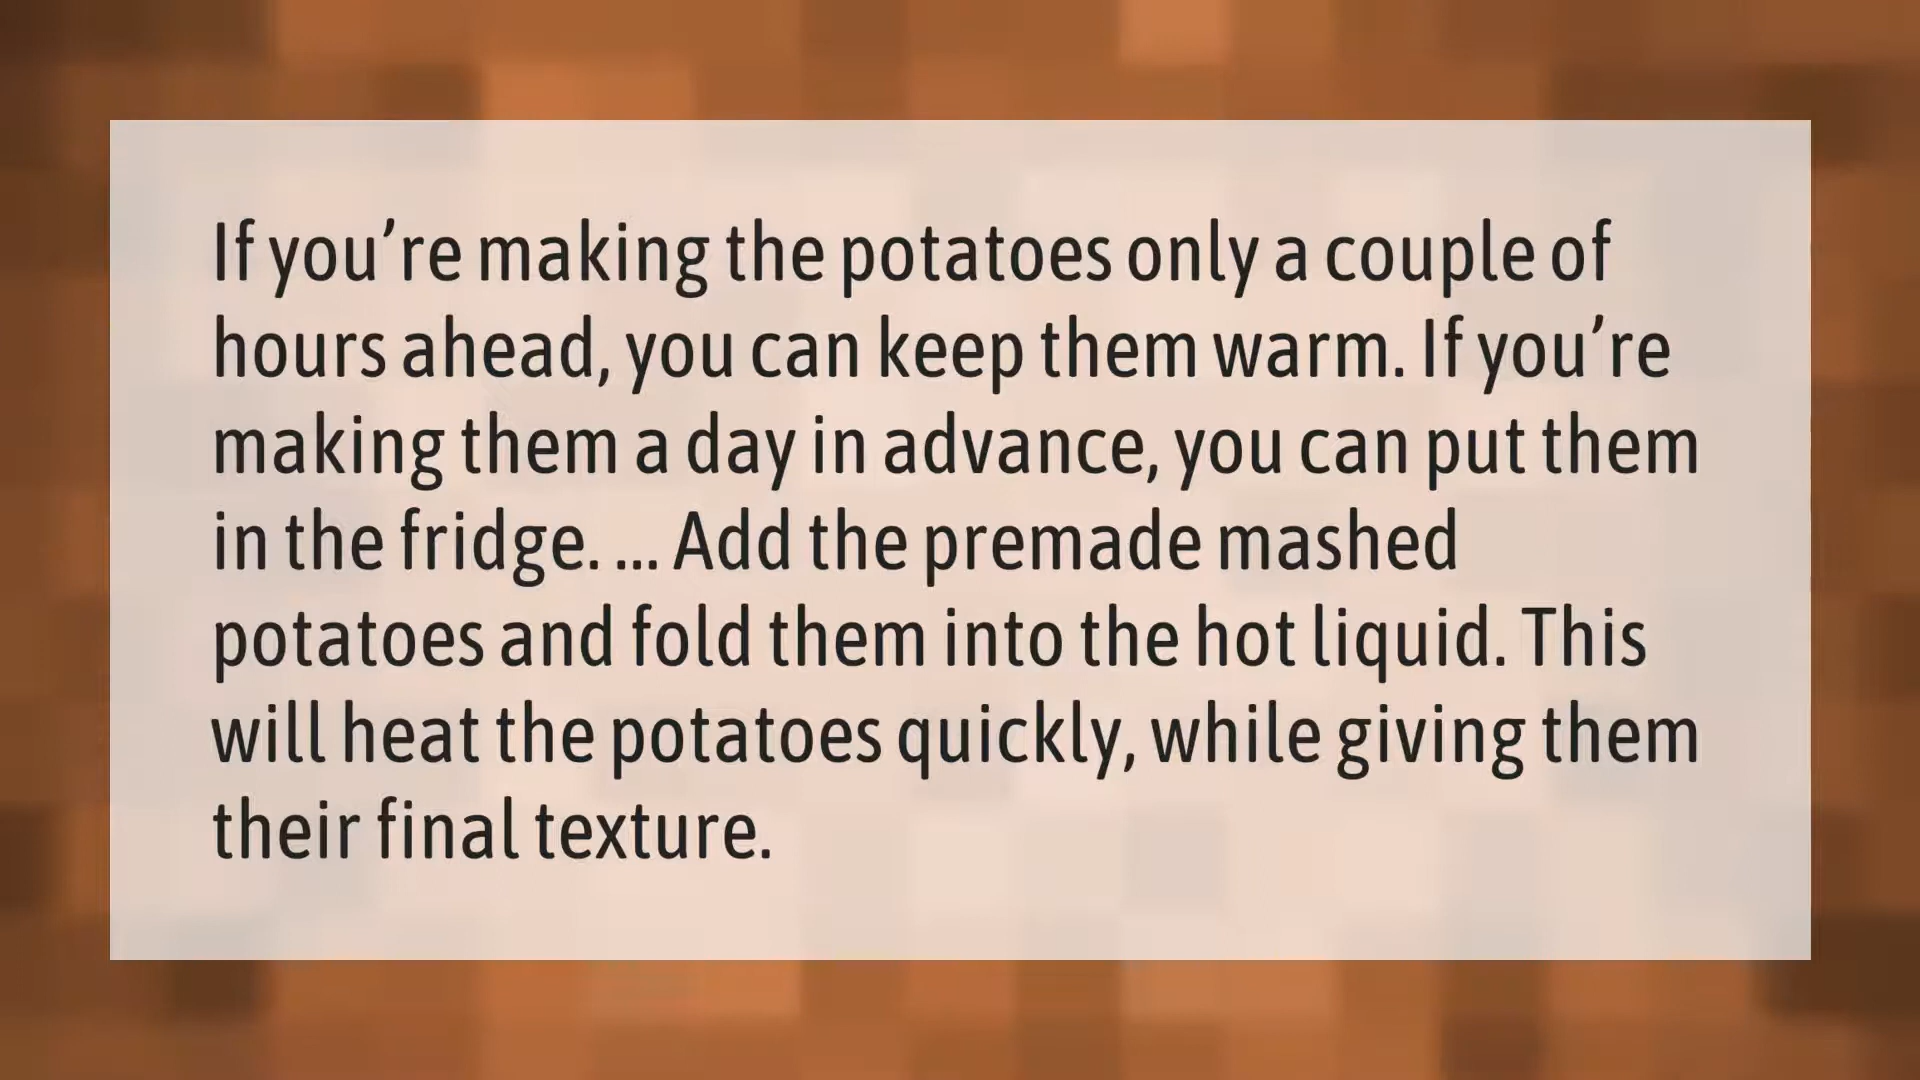 If you’re making the potatoes only a couple of
hours ahead, you can keep them warm. If you’re
making them a day in advance, you can put them
in the fridge. ... Add the premade mashed
potatoes and fold them into the hot liquid. This
will heat the potatoes quickly, while giving them
their final texture.